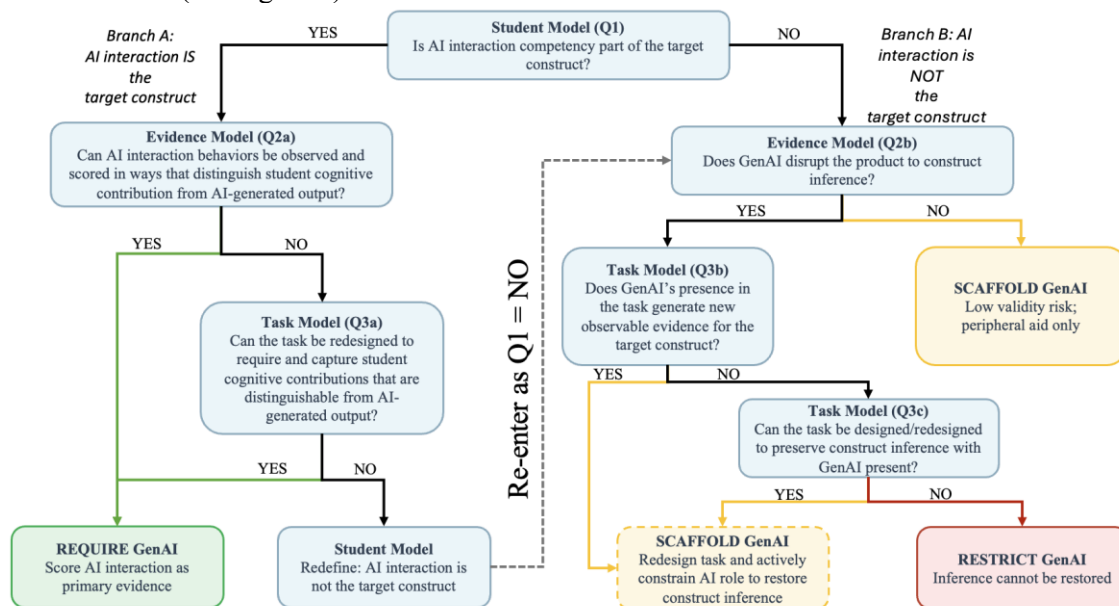 Student Model (Q1)
Is AI interaction competency part of the target
construct?
YES
NO
Branch A:
AI interaction IS
the
target construct
Branch B: AI
interaction is
NOT
the
target construct
Evidence Model (Q2a)
Can AI interaction behaviors be observed and
scored in ways that distinguish student cognitive
contribution from AI-generated output?
Evidence Model (Q2b)
Does GenAI disrupt the product to construct
inference?
YES
NO
YES
NO
Task Model (Q3a)
Can the task be redesigned to
require and capture student
cognitive contributions that are
distinguishable from AI-
generated output?
Re-enter as Q1 = NO
Task Model (Q3b)
Does GenAI's presence in
the task generate new
observable evidence for the
target construct?
SCAFFOLD GenAI
Low validity risk;
peripheral aid only
YES
NO
Task Model (Q3c)
Can the task be designed/redesigned
to preserve construct inference with
GenAI present?
YES
NO
YES
NO
REQUIRE GenAI
Score AI interaction as
primary evidence
Student Model
Redefine: AI interaction is
not the target construct
SCAFFOLD GenAI
Redesign task and actively
constrain AI role to restore
construct inference
RESTRICT GenAI
Inference cannot be restored